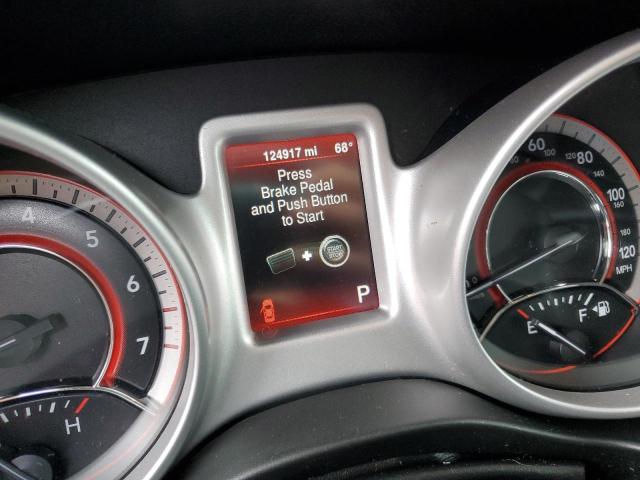 124917 mi 68°
Press
Brake Pedal
and Push Button
to Start
START
STOP
P
4
5
6
7
H
60
80
100
120
MPH
120
140
160
180
E
F